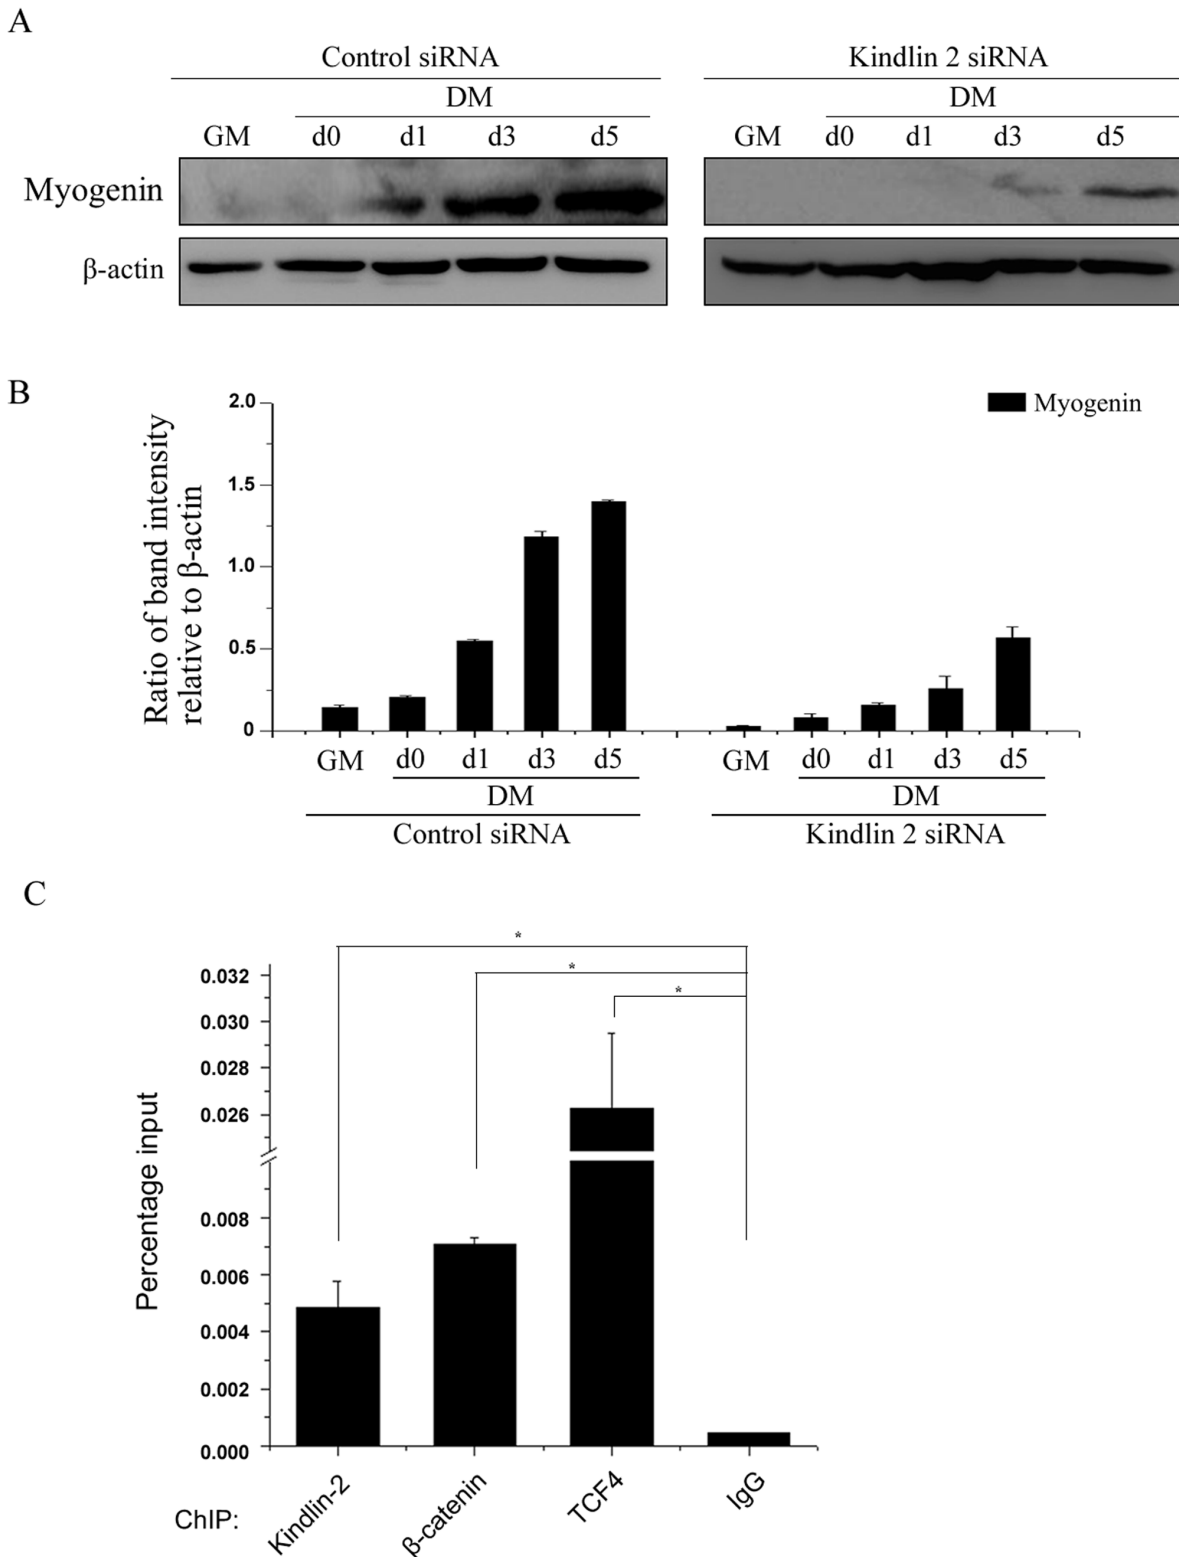 A
Control siRNA Kindlin 2 siRNA
DM DM
GM d0 d1 d3 d5 GM d0 d1 d3 d5
Myogenin
β-actin
B
Ratio of band intensity
relative to β-actin
2.0
1.5
1.0
0.5
0
Myogenin
GM d0 d1 d3 d5 GM d0 d1 d3 d5
DM DM
Control siRNA Kindlin 2 siRNA
C
*
*
*
Percentage input
0.032
0.030
0.028
0.026
0.008
0.006
0.004
0.002
0.000
ChIP: Kindlin-2 β-catenin TCF4 IgG